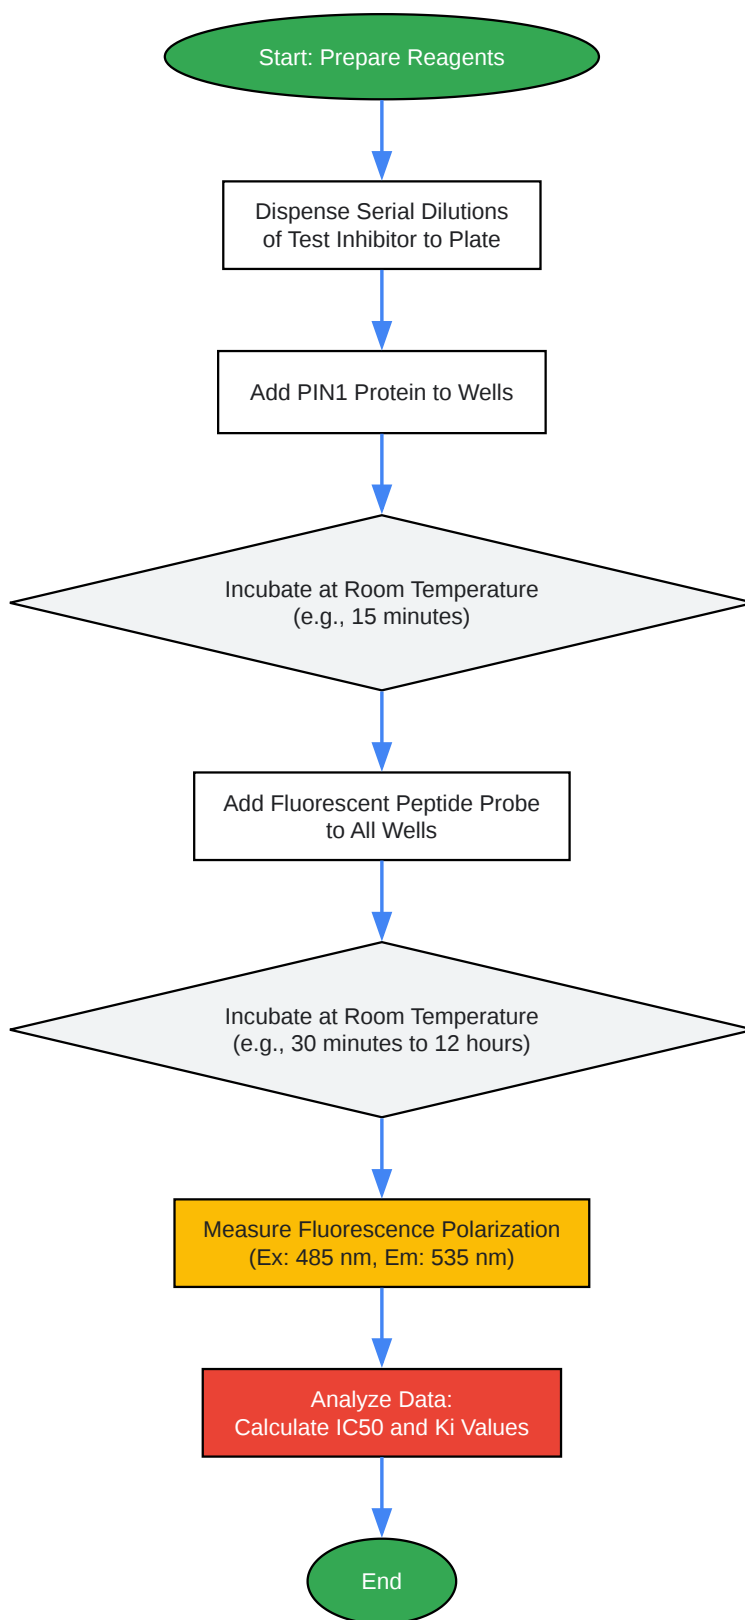 Start: Prepare Reagents
Dispense Serial Dilutions
of Test Inhibitor to Plate
Add PIN1 Protein to Wells
Incubate at Room Temperature
(e.g., 15 minutes)
Add Fluorescent Peptide Probe
to All Wells
Incubate at Room Temperature
(e.g., 30 minutes to 12 hours)
Measure Fluorescence Polarization
(Ex: 485 nm, Em: 535 nm)
Analyze Data:
Calculate IC50 and Ki Values
End